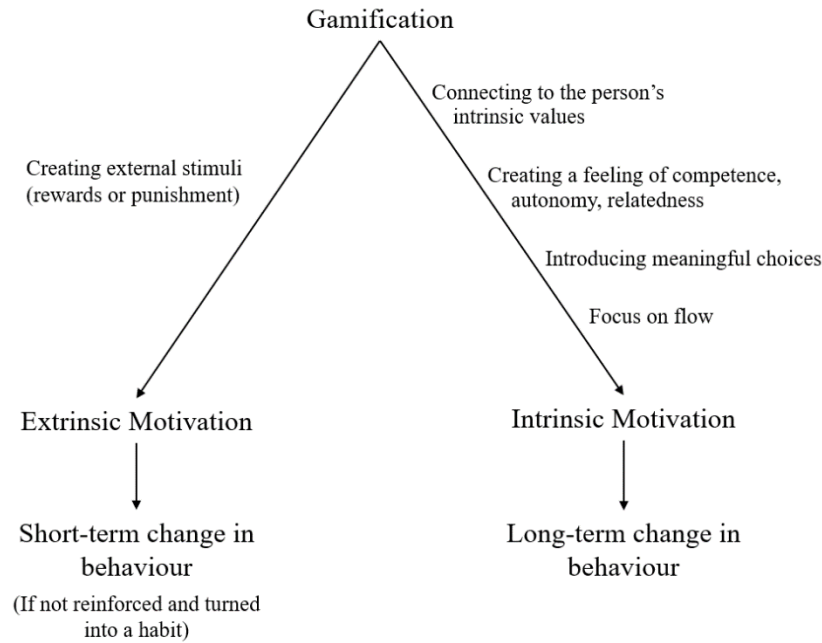 Gamification
Connecting to the person's
intrinsic values
Creating external stimuli
(rewards or punishment)
Creating a feeling of competence,
autonomy, relatedness
Introducing meaningful choices
Focus on flow
Extrinsic Motivation
Intrinsic Motivation
Short-term change in
behaviour
(If not reinforced and turned
into a habit)
Long-term change in
behaviour